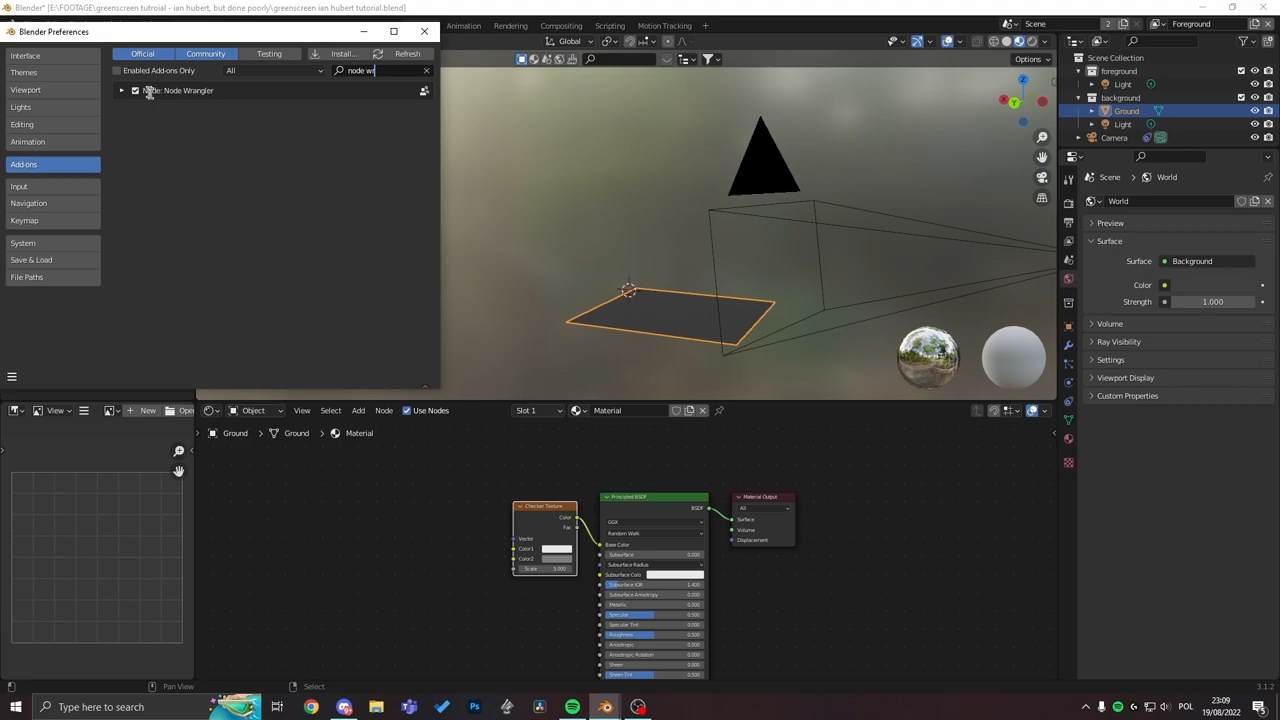 Blender* [E:\FOOTAGE\greenscreen tutroial - ian hubert, but done poorly\greenscreen ian hubert tutorial.blend]
Blender Preferences
Animation Rendering Compositing Scripting Motion Tracking
Scene 2 Foreground
Interface
Themes
Viewport
Lights
Editing
Animation
Add-ons
Input
Navigation
Keymap
System
Save & Load
File Paths
Official Community Testing Install... Refresh
Enabled Add-ons Only All node wr
Node: Node Wrangler
Global
Options
Scene Collection
foreground
Light
background
Ground
Light
Camera
Scene World
World
Preview
Surface
Surface Background
Color
Strength 1.000
Volume
Ray Visibility
Settings
Viewport Display
Custom Properties
View New Open
Object View Select Add Node Use Nodes Slot 1 Material
Ground Ground Material
Checker Texture
Color
Fac
Vector
Color1
Color2
Scale 5.000
Principled BSDF
BSDF
GGX
Random Walk
Base Color
Subsurface 0.000
Subsurface Radius
Subsurface Colo
Subsurface IOR 1.400
Subsurface Anisotropy 0.000
Metallic 0.000
Specular 0.500
Specular Tint 0.000
Roughness 0.500
Anisotropic 0.000
Anisotropic Rotation 0.000
Sheen 0.000
Sheen Tint 0.500
Material Output
All
Surface
Volume
Displacement
Pan View Select 3.1.2
Type here to search
POL
23:09
19/08/2022